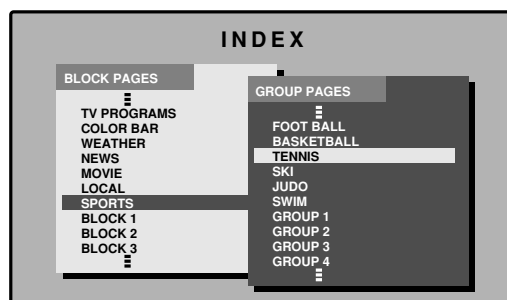 INDEX
BLOCK PAGES
TV PROGRAMS
COLOR BAR
WEATHER
NEWS
MOVIE
LOCAL
SPORTS
BLOCK 1
BLOCK 2
BLOCK 3
GROUP PAGES
FOOT BALL
BASKETBALL
TENNIS
SKI
JUDO
SWIM
GROUP 1
GROUP 2
GROUP 3
GROUP 4